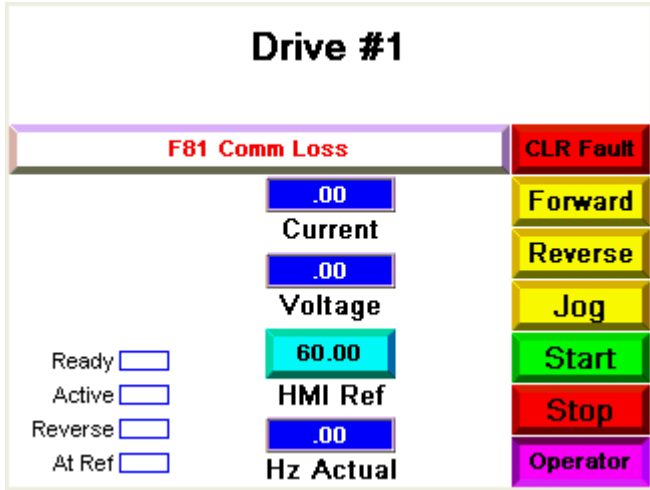 Drive #1
F81 Comm Loss
CLR Fault
.00
Current
Forward
.00
Voltage
Reverse
Jog
60.00
HMI Ref
Start
Ready
Active
Reverse
At Ref
.00
Hz Actual
Stop
Operator